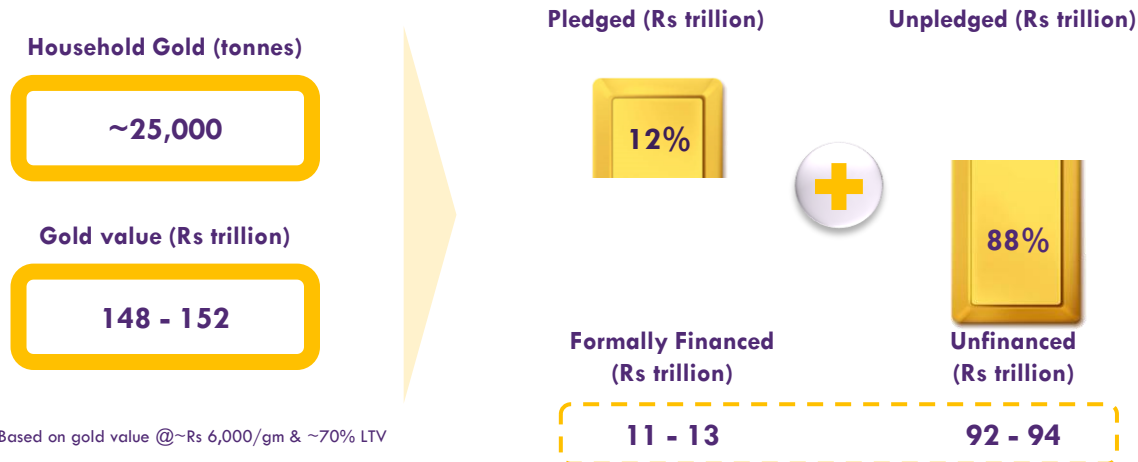 Household Gold (tonnes)
~25,000
Gold value (Rs trillion)
148 - 152
Based on gold value @~Rs 6,000/gm & ~70% LTV
Pledged (Rs trillion)
Unpledged (Rs trillion)
12%
88%
Formally Financed
(Rs trillion)
Unfinanced
(Rs trillion)
11 - 13
92 - 94